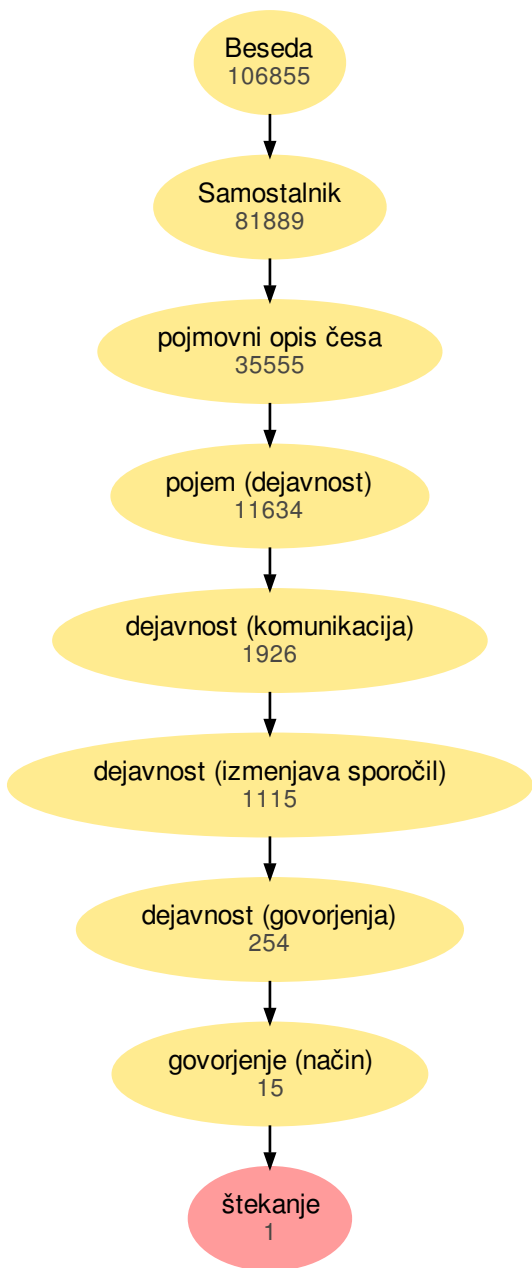 Beseda
106855
Samostalnik
81889
pojmovni opis česa
35555
pojem (dejavnost)
11634
dejavnost (komunikacija)
1926
dejavnost (izmenjava sporočil)
1115
dejavnost (govorjenja)
254
govorjenje (način)
15
štekanje
1